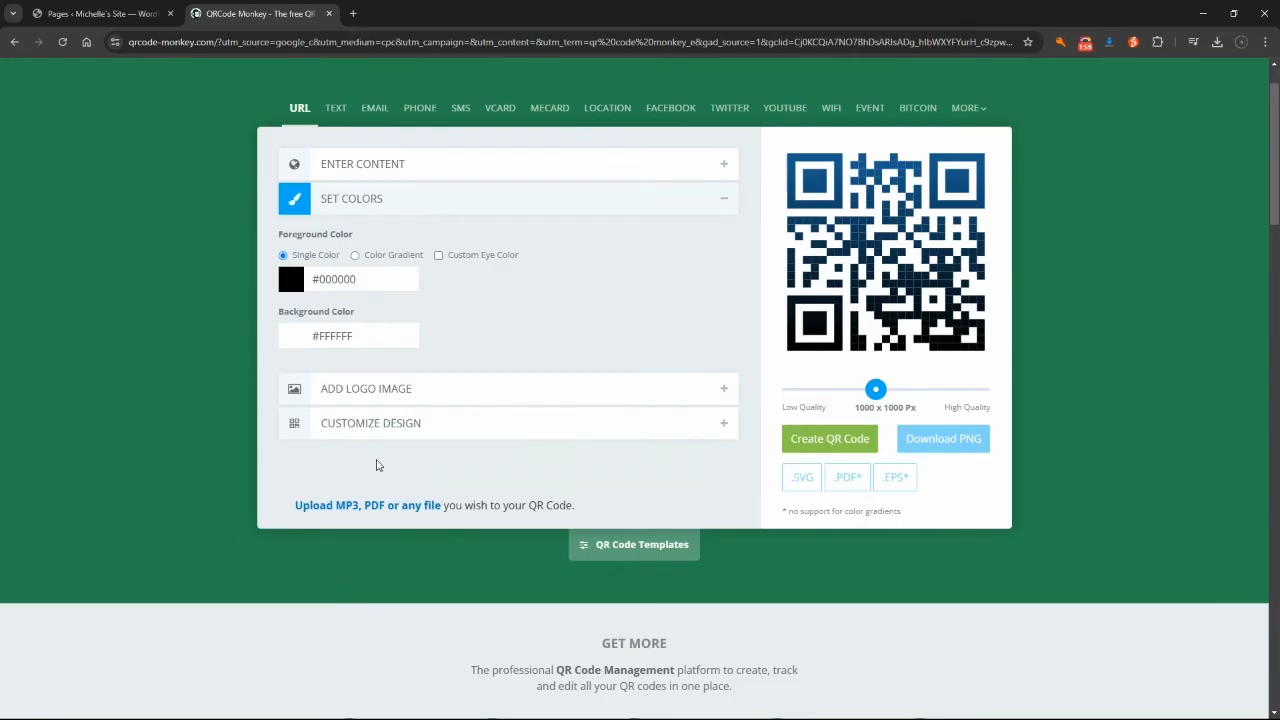 Pages ‹ Michelle's Site — Word
QRCode Monkey - The free QR
qrcode-monkey.com/?utm_source=google_c&utm_medium=cpc&utm_campaign=&utm_content=&utm_term=qr%20code%20monkey_e&gad_source=1&gclid=
1:59
URL TEXT EMAIL PHONE SMS VCARD MECARD LOCATION FACEBOOK TWITTER YOUTUBE WIFI EVENT BITCOIN MORE
ENTER CONTENT
SET COLORS
Foreground Color
Single Color Color Gradient Custom Eye Color
#000000
Background Color
#FFFFFF
ADD LOGO IMAGE
CUSTOMIZE DESIGN
Upload MP3, PDF or any file you wish to your QR Code.
Low Quality 1000 x 1000 Px High Quality
Create QR Code Download PNG
.SVG .PDF* .EPS*
* no support for color gradients
QR Code Templates
GET MORE
The professional QR Code Management platform to create, track
and edit all your QR codes in one place.